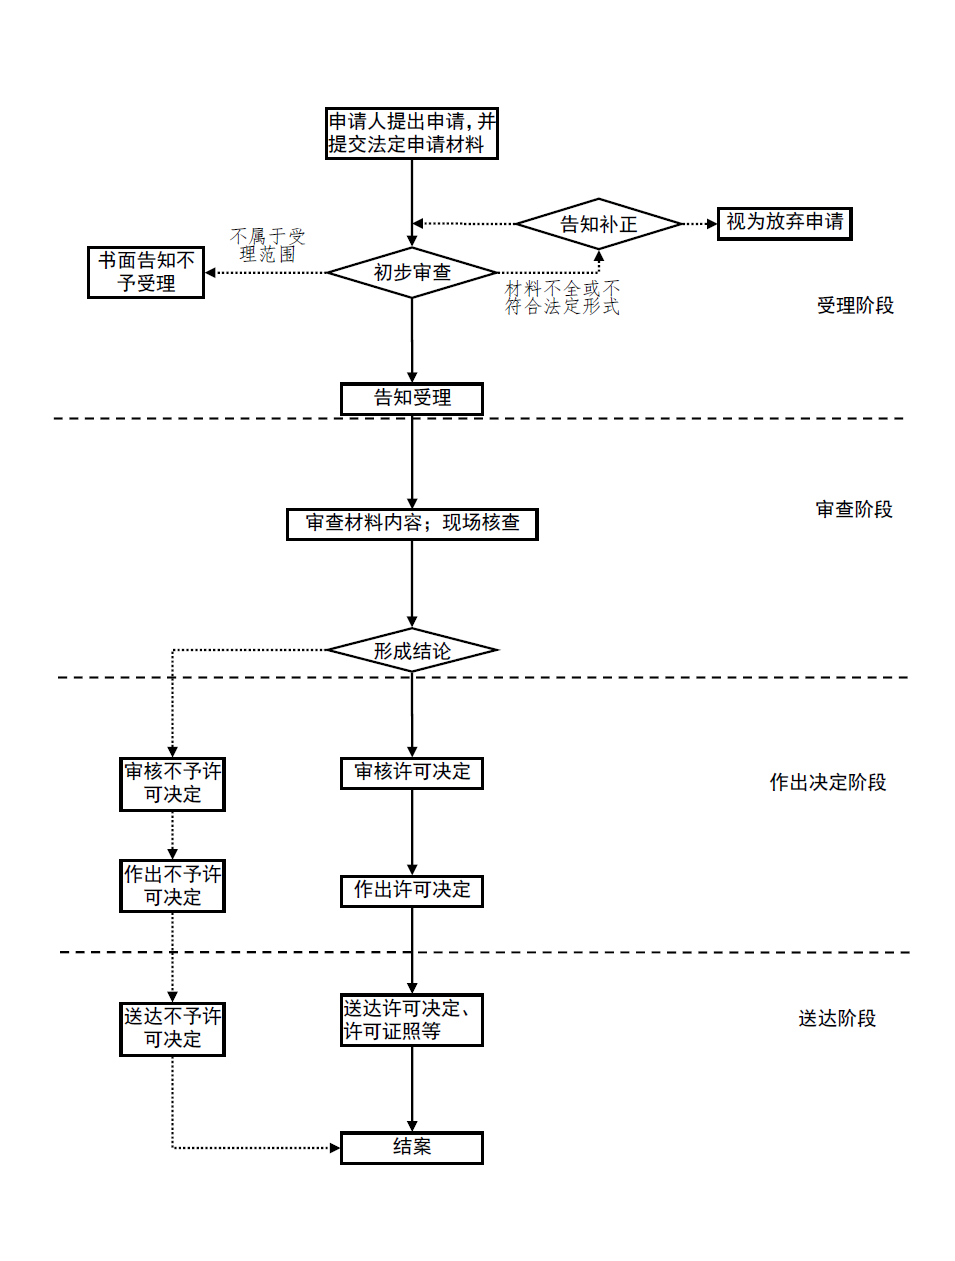 申请人提出申请，并
提交法定申请材料
告知补正
视为放弃申请
不属于受
理范围
书面告知不
予受理
初步审查
材料不全或不
符合法定形式
受理阶段
告知受理
审查阶段
审查材料内容；现场核查
形成结论
审核不予许
可决定
审核许可决定
作出决定阶段
作出不予许
可决定
作出许可决定
送达不予许
可决定
送达许可决定、
许可证照等
送达阶段
结案